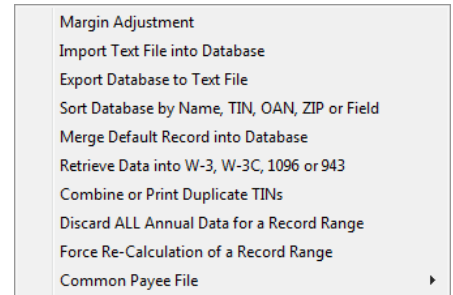 Margin Adjustment
Import Text File into Database
Export Database to Text File
Sort Database by Name, TIN, OAN, ZIP or Field
Merge Default Record into Database
Retrieve Data into W-3, W-3C, 1096 or 943
Combine or Print Duplicate TINs
Discard ALL Annual Data for a Record Range
Force Re-Calculation of a Record Range
Common Payee File